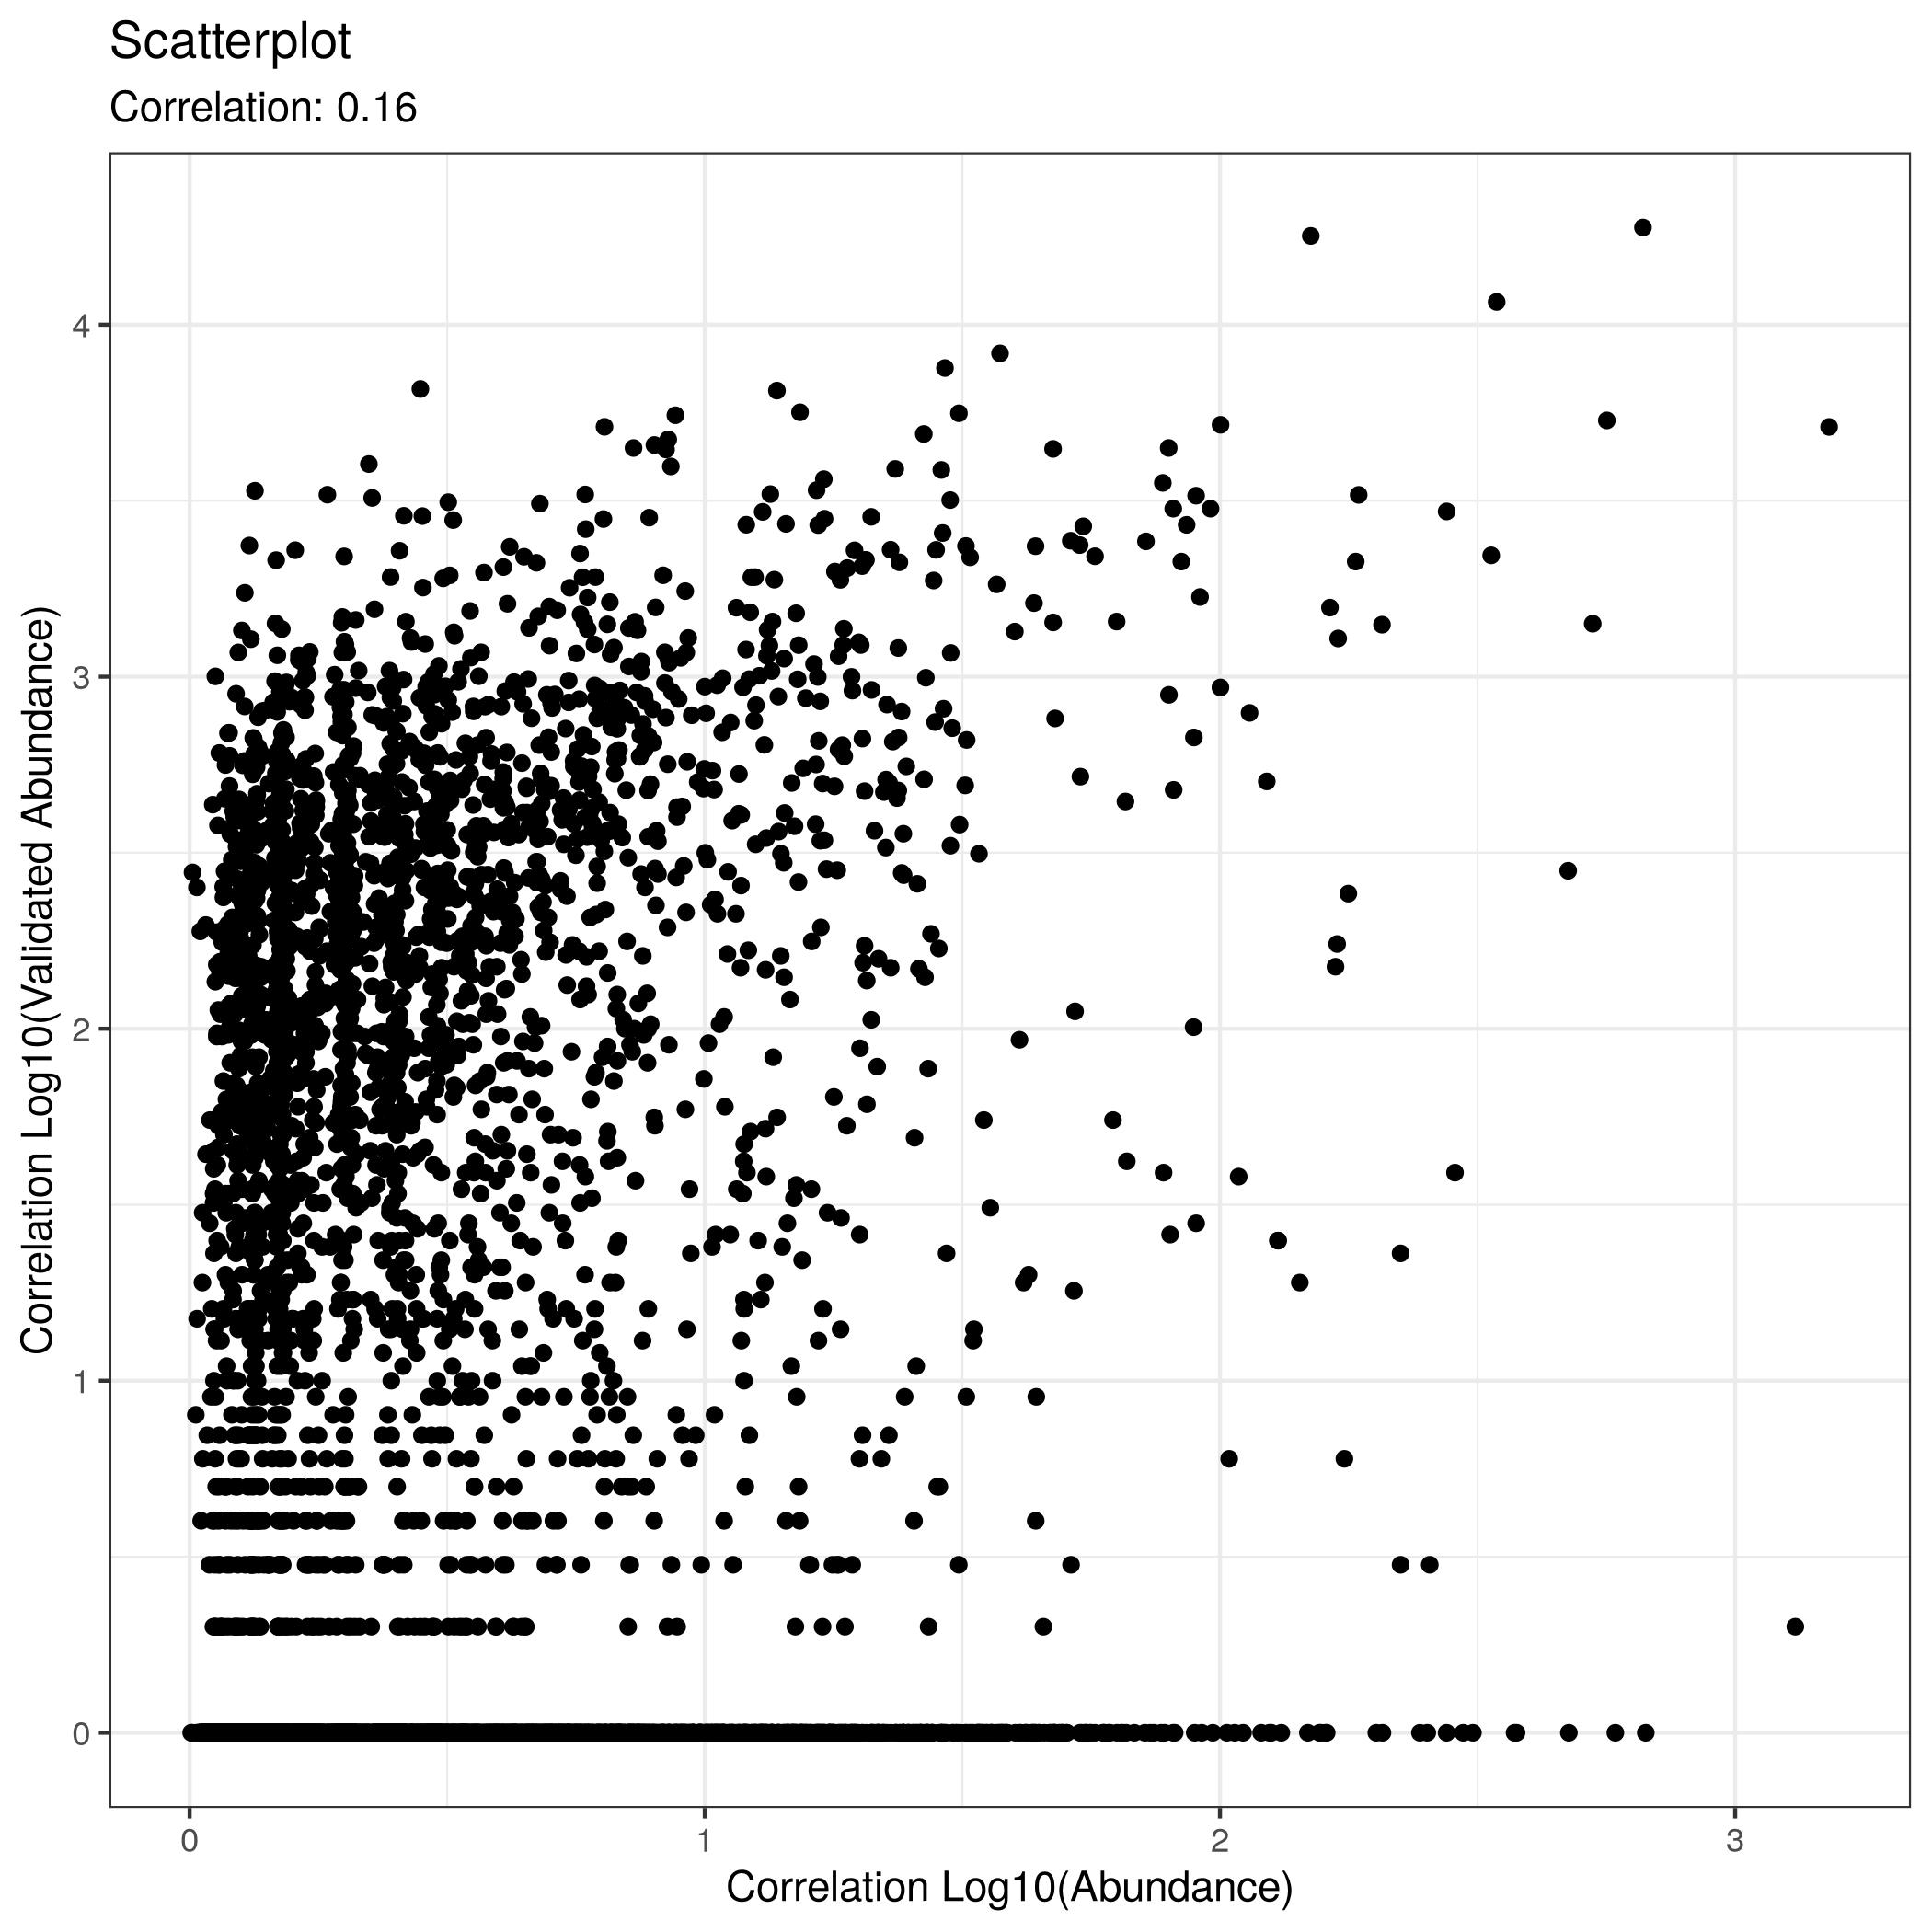 Scatterplot
Correlation: 0.16
Correlation Log10(Validated Abundance)
4
3
2
1
0
0 1 2 3
Correlation Log10(Abundance)